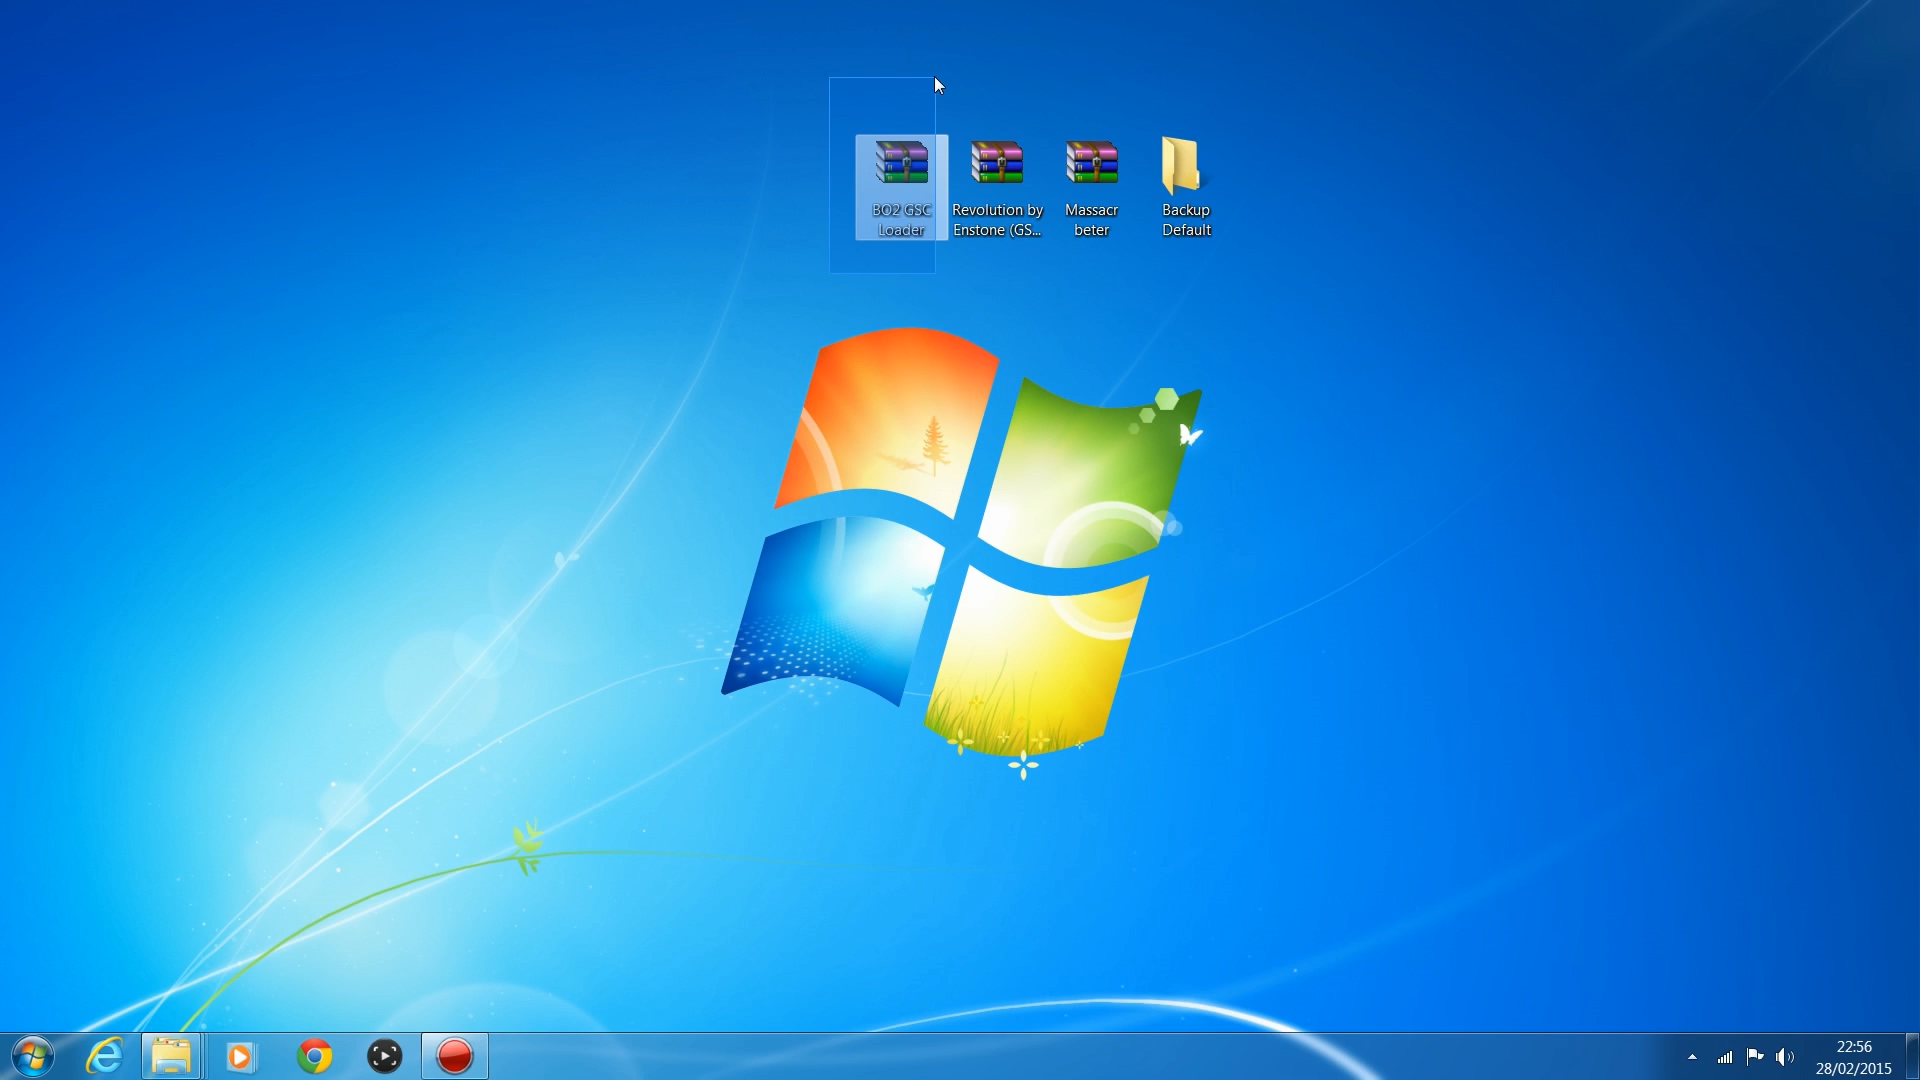 BO2 GSC
Loader
Revolution by
Enstone (GS...
Massacr
beter
Backup
Default
22:56
28/02/2015